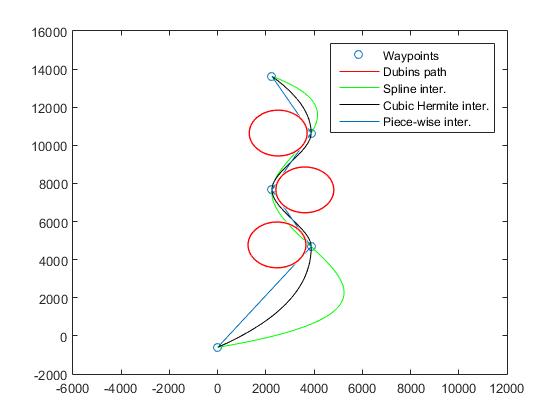 16000
14000
12000
10000
8000
6000
4000
2000
0
-2000
-6000 -4000 -2000 0 2000 4000 6000 8000 10000 12000
Waypoints
Dubins path
Spline inter.
Cubic Hermite inter.
Piece-wise inter.